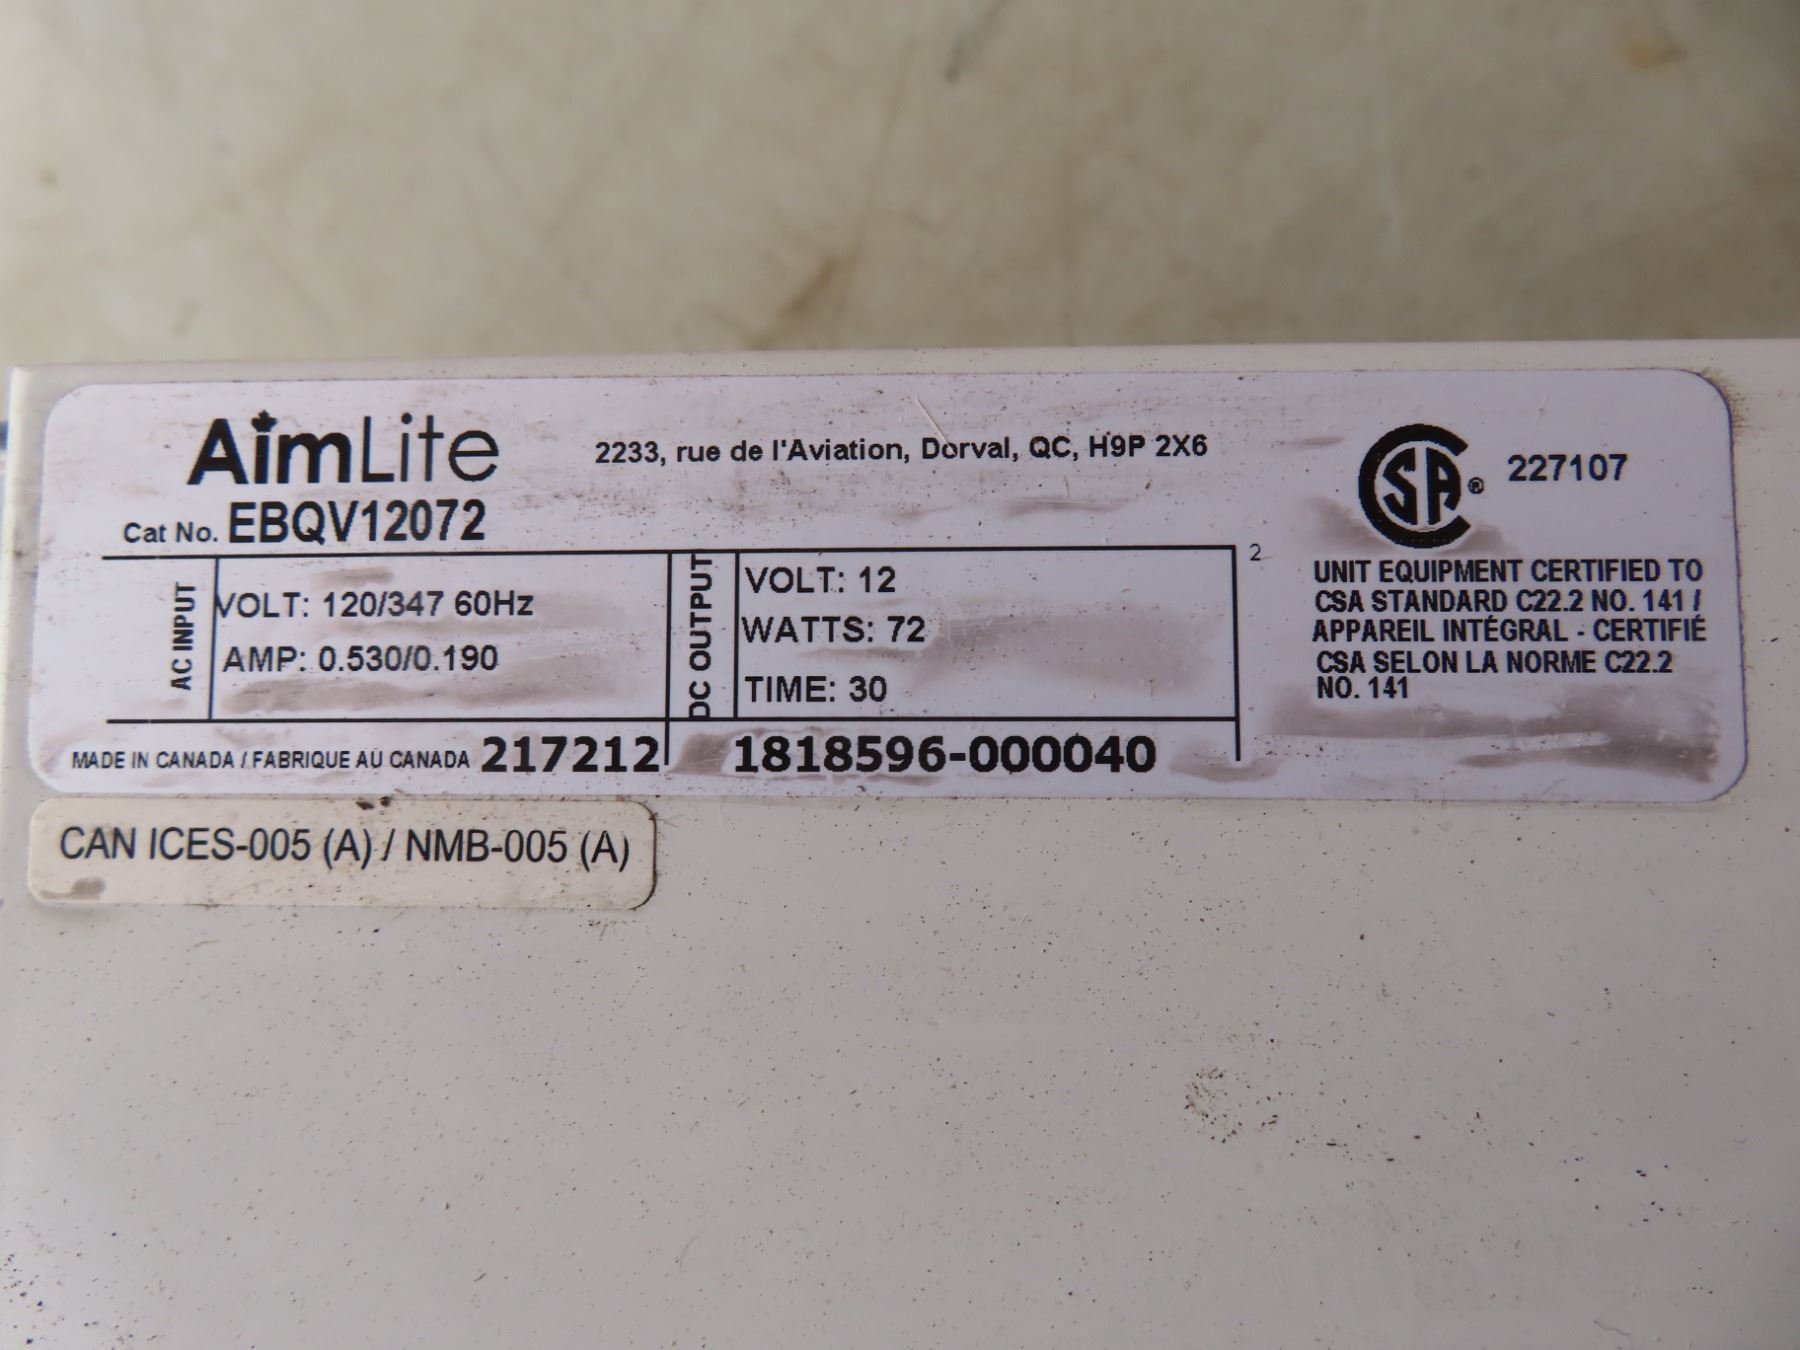 AimLite
2233, rue de l'Aviation, Dorval, QC, H9P 2X6
227107
CSA®
Cat No. EBQV12072
AC INPUT
VOLT: 120/347 60Hz
AMP: 0.530/0.190
DC OUTPUT
VOLT: 12
WATTS: 72
TIME: 30
2
UNIT EQUIPMENT CERTIFIED TO
CSA STANDARD C22.2 NO. 141 /
APPAREIL INTÉGRAL - CERTIFIÉ
CSA SELON LA NORME C22.2
NO. 141
MADE IN CANADA / FABRIQUE AU CANADA 217212 1818596-000040
CAN ICES-005 (A) / NMB-005 (A)